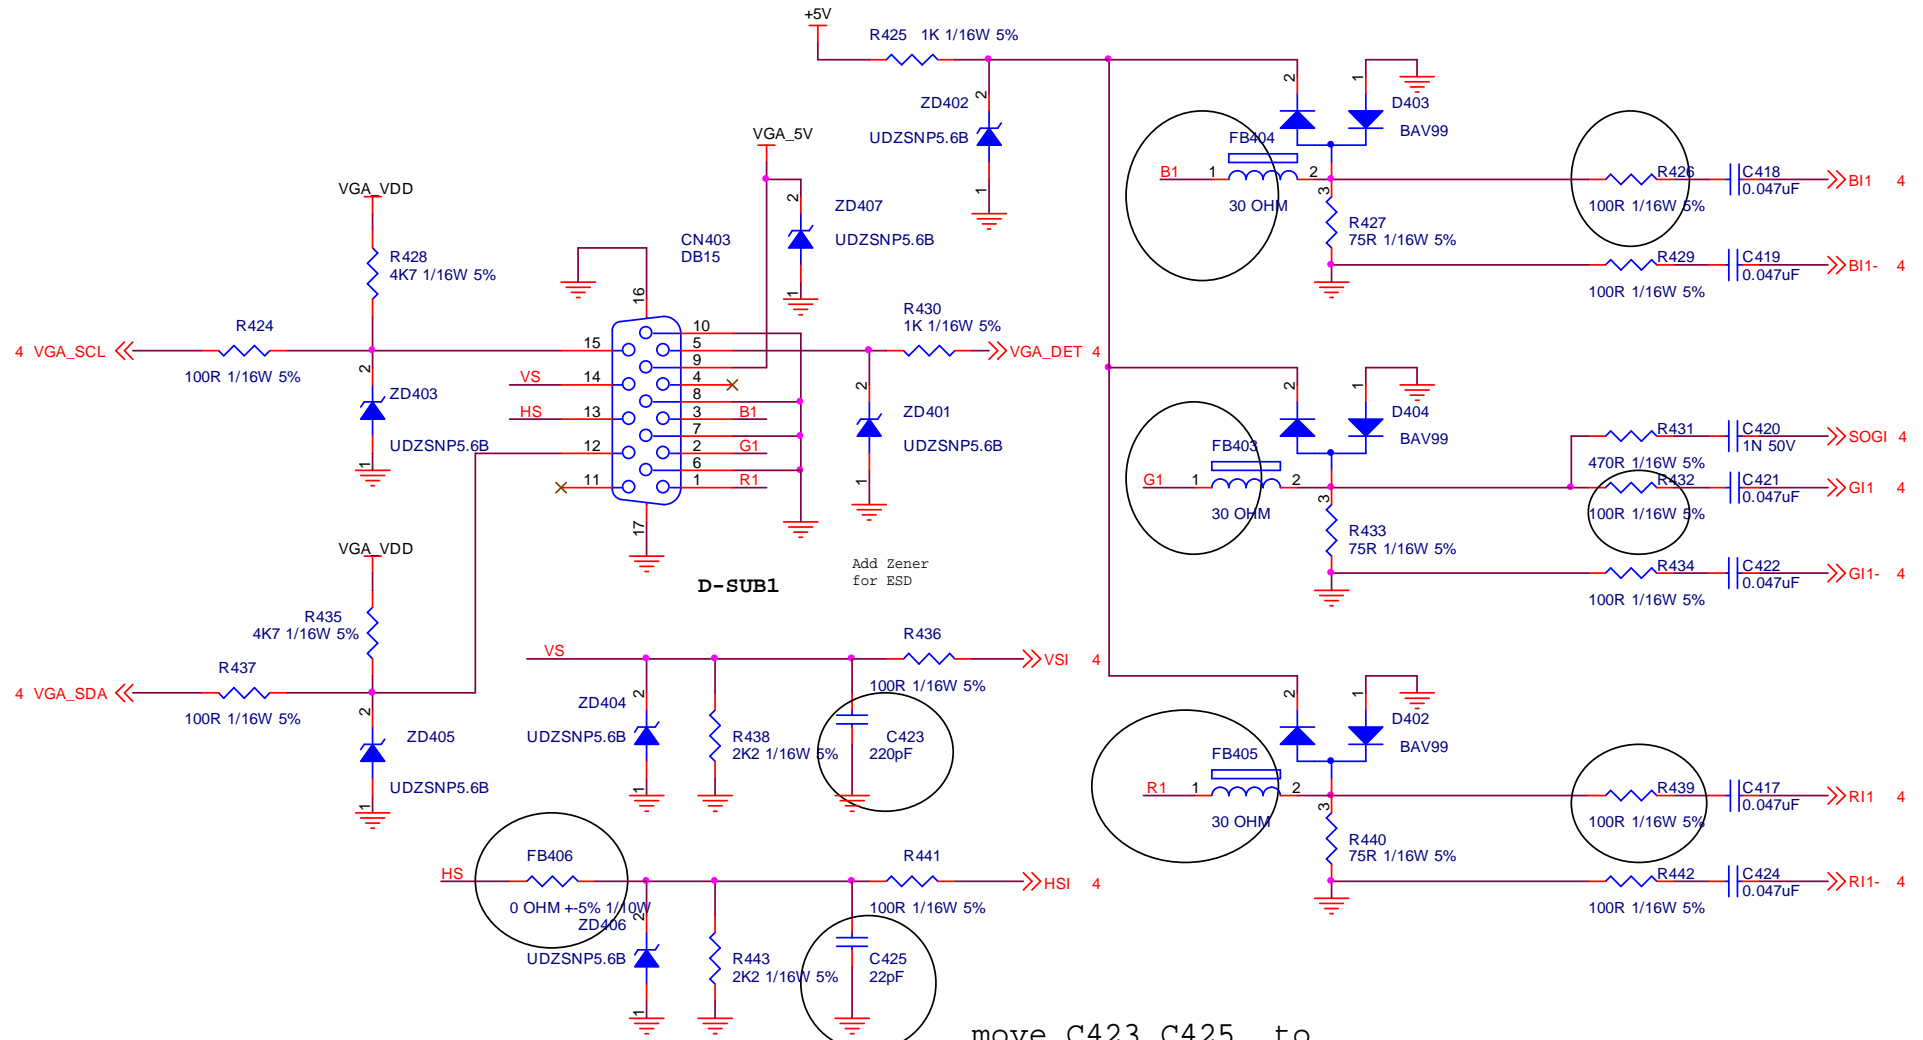 +5V
R425 1K 1/16W 5%
ZD402
UDZSNP5.6B
2
1
2
1
D403
BAV99
FB404
B1 1 2
3
30 OHM
R427
75R 1/16W 5%
R426
100R 1/16W 5%
C418
0.047uF
BI1 4
R429
100R 1/16W 5%
C419
0.047uF
BI1- 4
VGA_5V
2
ZD407
UDZSNP5.6B
1
VGA_VDD
R428
4K7 1/16W 5%
CN403
DB15
16
R424
4 VGA_SCL
100R 1/16W 5%
2
ZD403
UDZSNP5.6B
1
15
VS 14
HS 13
12
11
10
5
9
4
8
3 B1
7
2 G1
6
1 R1
17
R430
1K 1/16W 5%
VGA_DET 4
2
ZD401
UDZSNP5.6B
1
2
1
D404
BAV99
FB403
G1 1 2
3
30 OHM
R433
75R 1/16W 5%
R431
470R 1/16W 5%
C420
1N 50V
SOGI 4
R432
100R 1/16W 5%
C421
0.047uF
GI1 4
R434
100R 1/16W 5%
C422
0.047uF
GI1- 4
D-SUB1
Add Zener
for ESD
VGA_VDD
R435
4K7 1/16W 5%
R437
4 VGA_SDA
100R 1/16W 5%
2
ZD405
UDZSNP5.6B
1
VS
R436
100R 1/16W 5%
VSI 4
ZD404
2
UDZSNP5.6B
1
R438
2K2 1/16W 5%
C423
220pF
HS
FB406
0 OHM +-5% 1/10W
ZD406
2
UDZSNP5.6B
1
R443
2K2 1/16W 5%
R441
100R 1/16W 5%
HSI 4
C425
22pF
2
1
D402
BAV99
FB405
R1 1 2
3
30 OHM
R440
75R 1/16W 5%
R439
100R 1/16W 5%
C417
0.047uF
RI1 4
R442
100R 1/16W 5%
C424
0.047uF
RI1- 4
move C423 C425 to